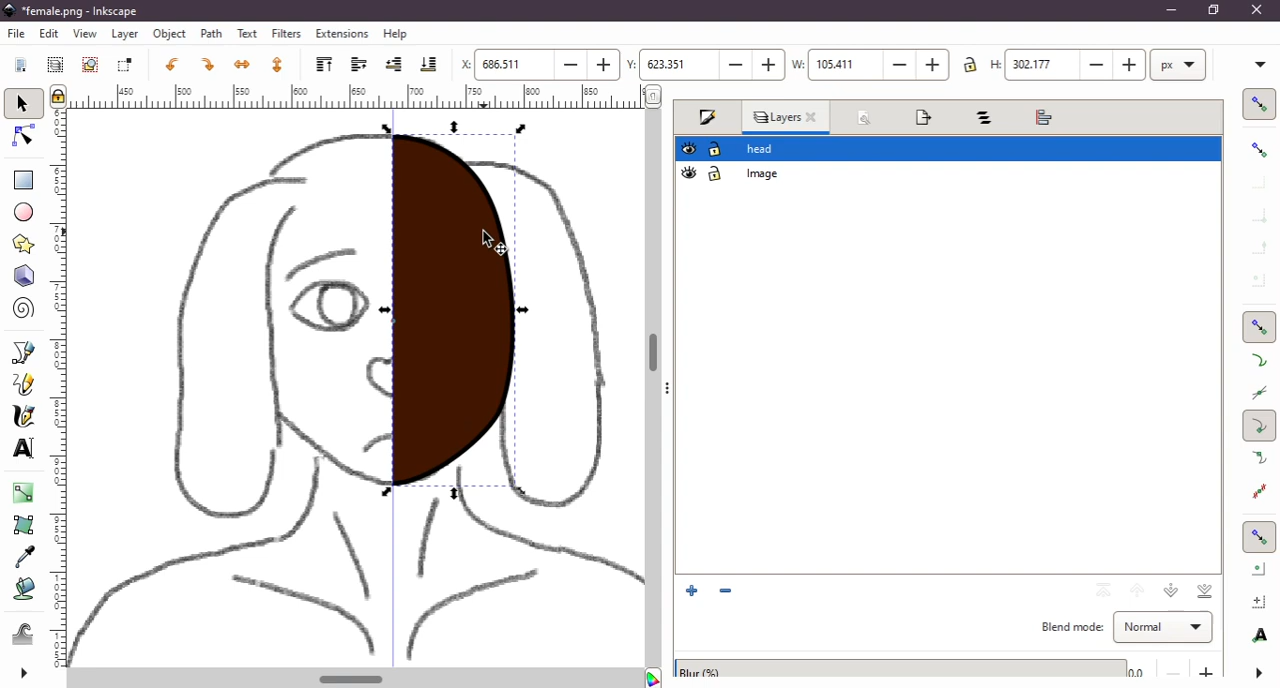 *female.png - Inkscape
File Edit View Layer Object Path Text Filters Extensions Help
X: 686.511 Y: 623.351 W: 105.411 H: 302.177 px
450 500 550 600 650 700 750 800 850
Layers
head
Image
Blend mode: Normal
Blur (%) 0.0